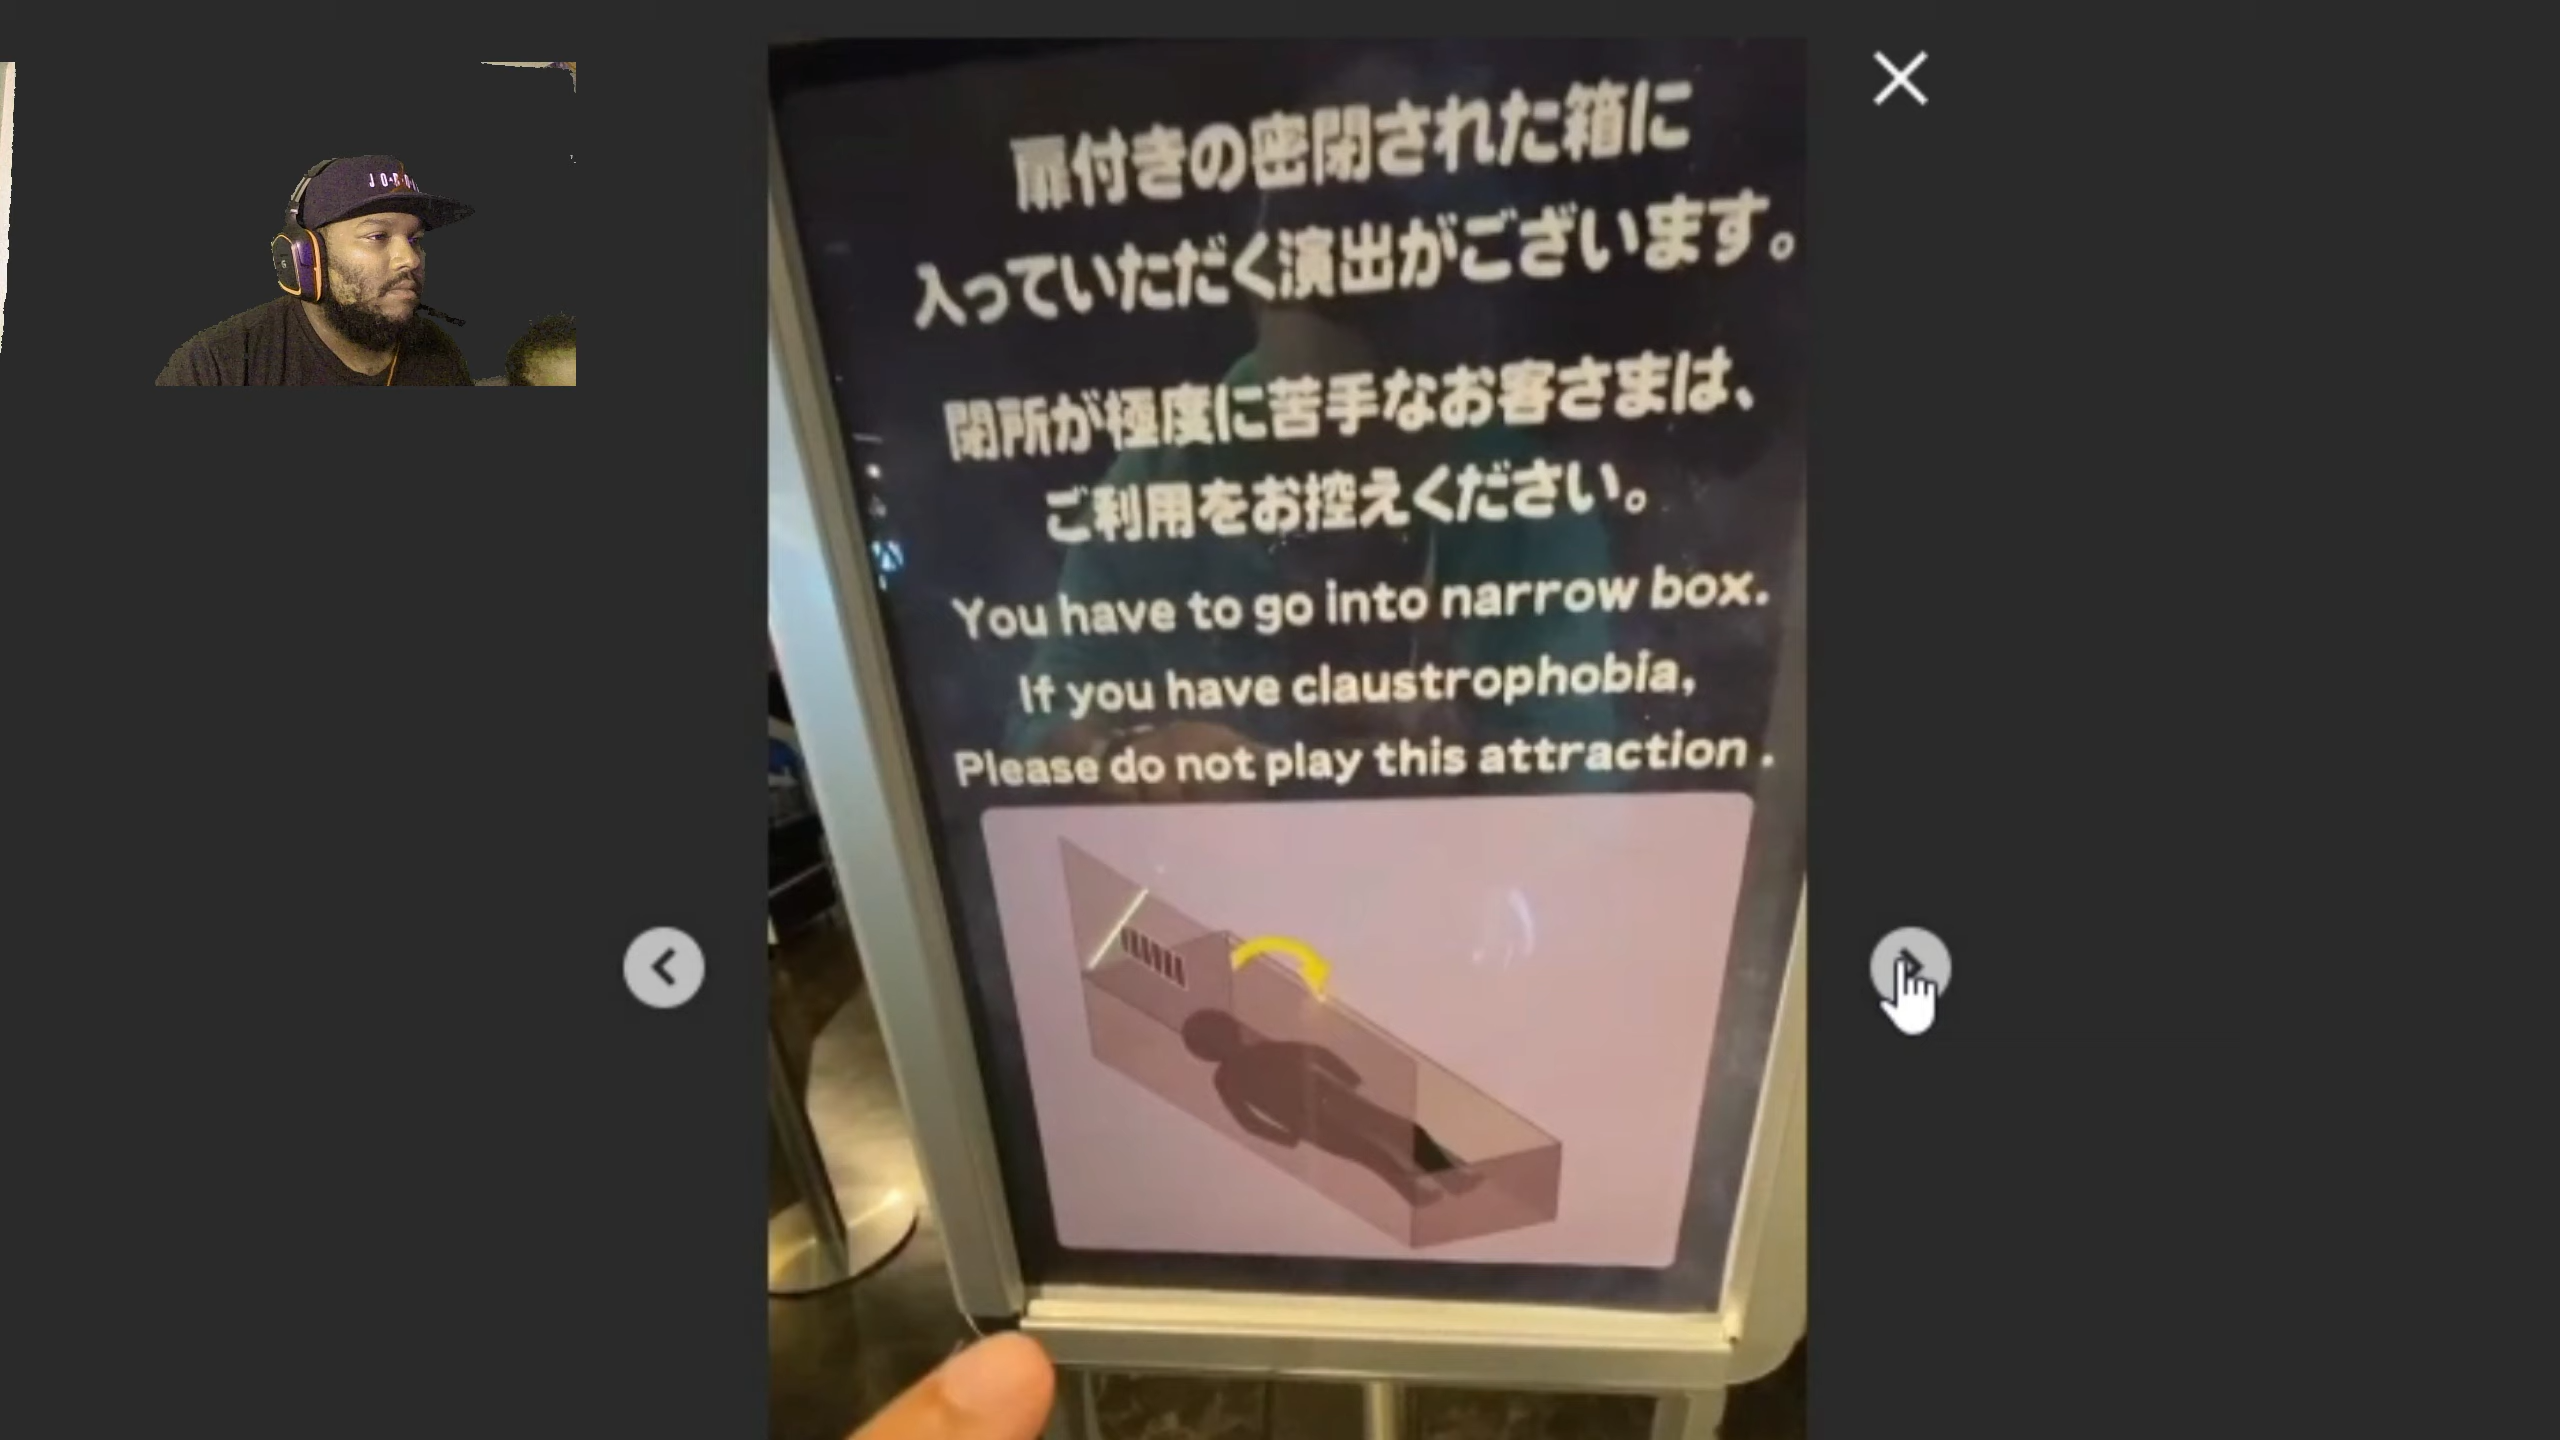 JORDAN
扉付きの密閉された箱に
入っていただく演出がございます。
閉所が極度に苦手なお客さまは、
ご利用をお控えください。
You have to go into narrow box.
If you have claustrophobia,
Please do not play this attraction .